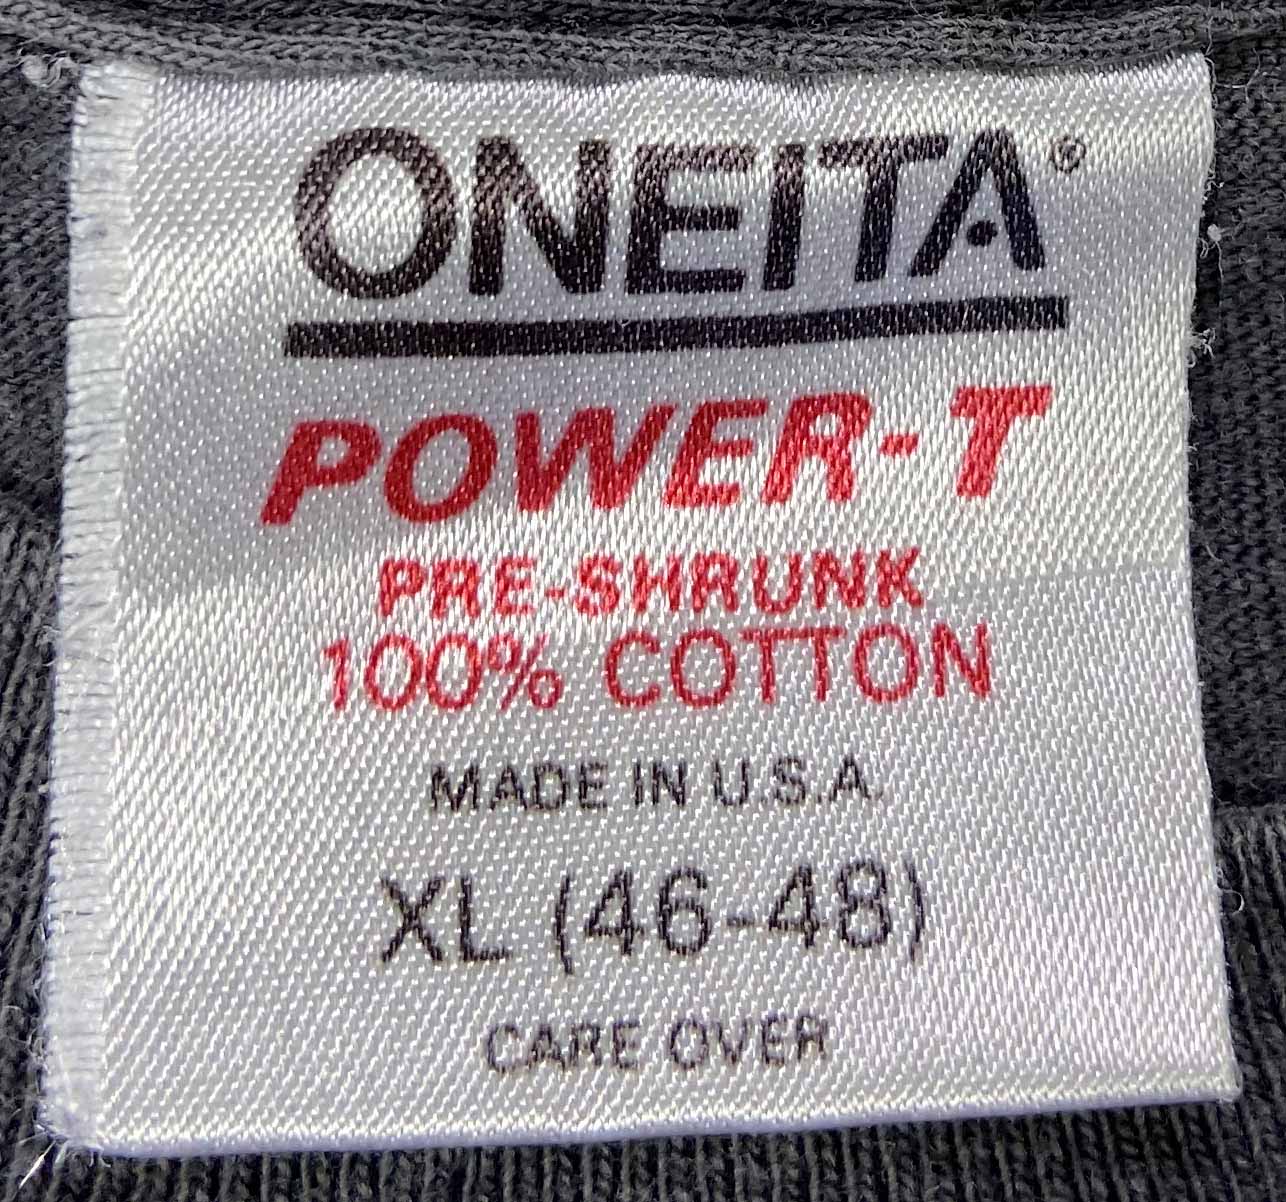 ONEITA®
POWER-T
PRE-SHRUNK
100% COTTON
MADE IN U.S.A.
XL (46-48)
CARE OVER